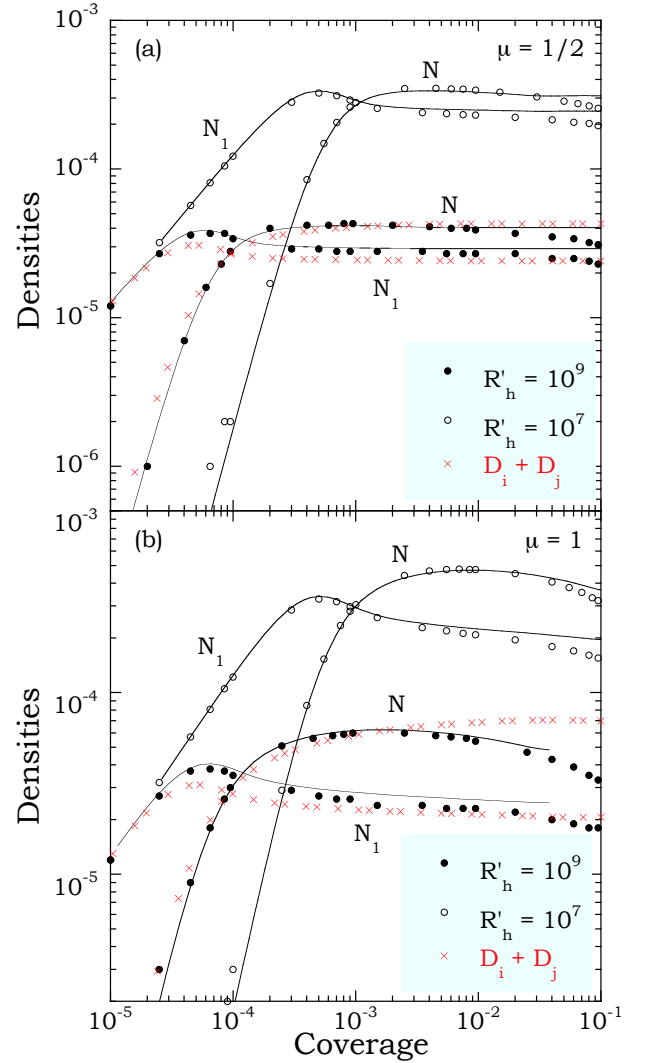 10⁻³
(a)
μ = 1/2
N
N₁
10⁻⁴
Densities
N
N₁
10⁻⁵
R'ₕ = 10⁹
R'ₕ = 10⁷
Dᵢ + Dⱼ
10⁻⁶
10⁻³
(b)
μ = 1
N
N₁
10⁻⁴
Densities
N
N₁
10⁻⁵
R'ₕ = 10⁹
R'ₕ = 10⁷
Dᵢ + Dⱼ
10⁻⁵ 10⁻⁴ 10⁻³ 10⁻² 10⁻¹
Coverage